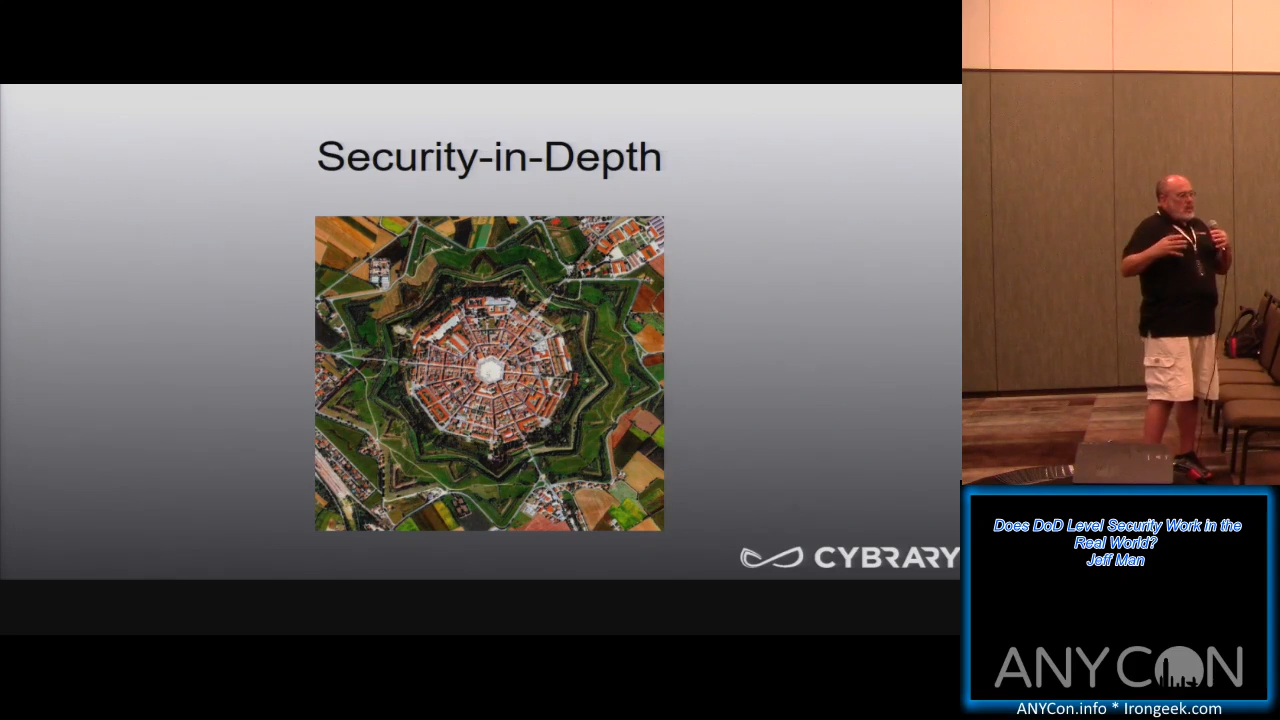 Security-in-Depth
CYBRARY
Does DoD Level Security Work in the
Real World?
Jeff Man
ANYCON
ANYCon.info * Irongeek.com